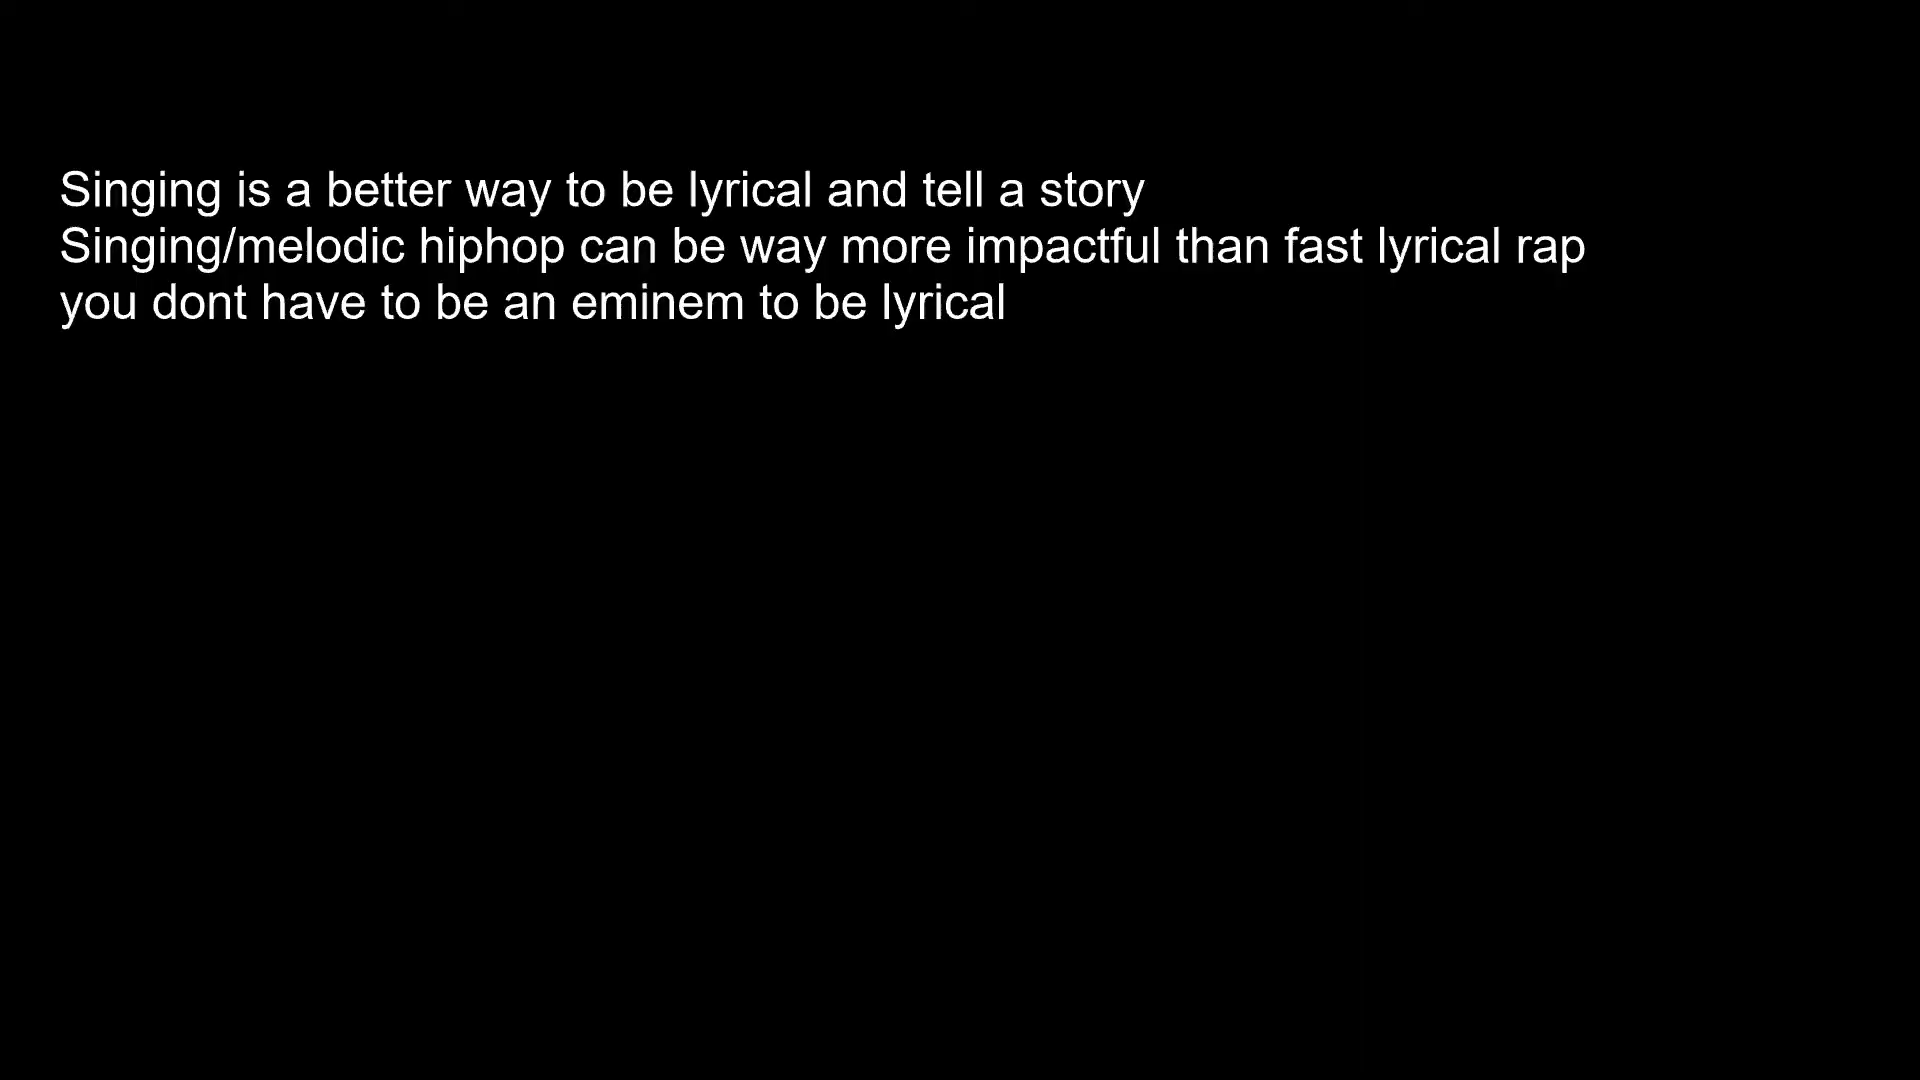 Singing is a better way to be lyrical and tell a story
Singing/melodic hiphop can be way more impactful than fast lyrical rap
you dont have to be an eminem to be lyrical